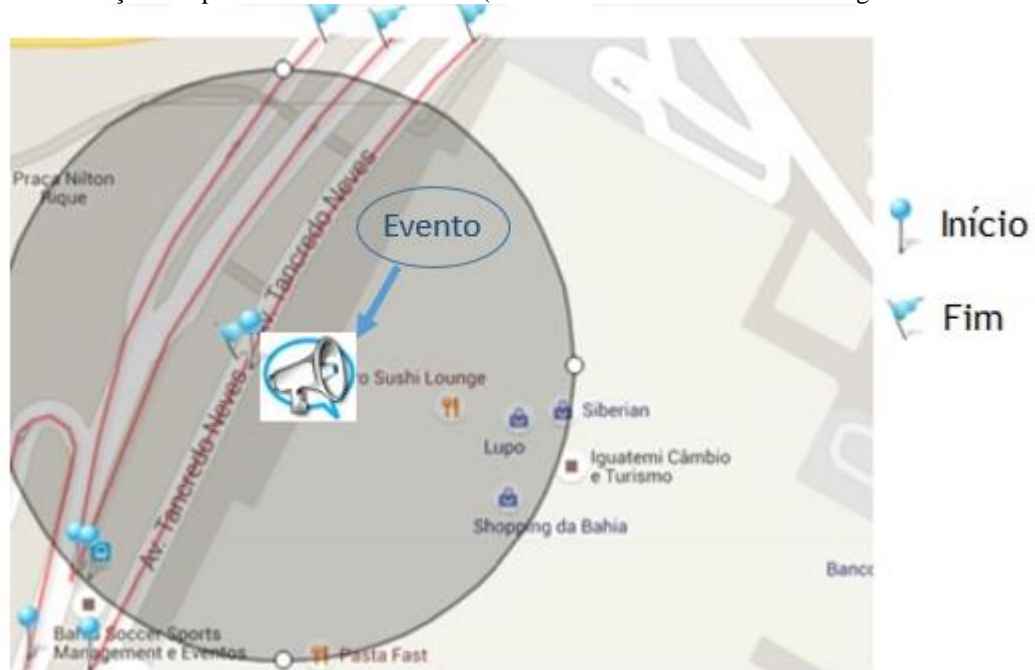 Praça Nilton
Rique
Evento
Av. Tancredo Neves
Início
Fim
o Sushi Lounge
Siberian
Lupo
Iguatemi Câmbio
e Turismo
Av. Tancredo Neves
Shopping da Bahia
Banco
Bahia Soccer Sports
Management e Eventos
Pasta Fast